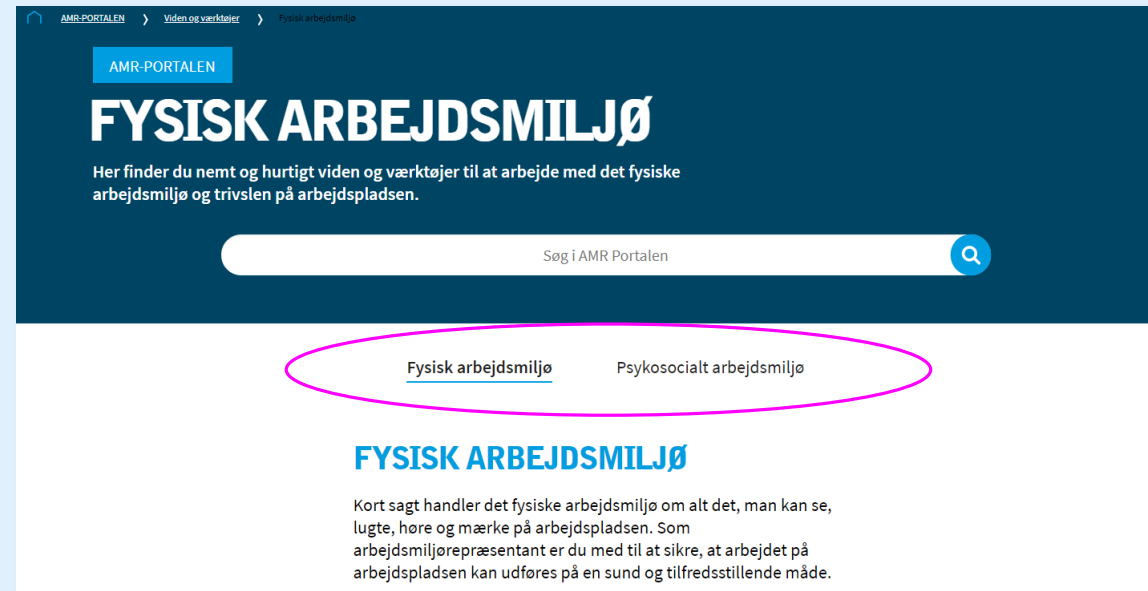 AMR-PORTALEN ❯ Viden og værktøjer ❯ Fysisk arbejdsmiljø
AMR-PORTALEN
FYSISK ARBEJDSMILJØ
Her finder du nemt og hurtigt viden og værktøjer til at arbejde med det fysiske
arbejdsmiljø og trivslen på arbejdspladsen.
Søg i AMR Portalen
Fysisk arbejdsmiljø Psykosocialt arbejdsmiljø
FYSISK ARBEJDSMILJØ
Kort sagt handler det fysiske arbejdsmiljø om alt det, man kan se,
lugte, høre og mærke på arbejdspladsen. Som
arbejdsmiljørepræsentant er du med til at sikre, at arbejdet på
arbejdspladsen kan udføres på en sund og tilfredsstillende måde.